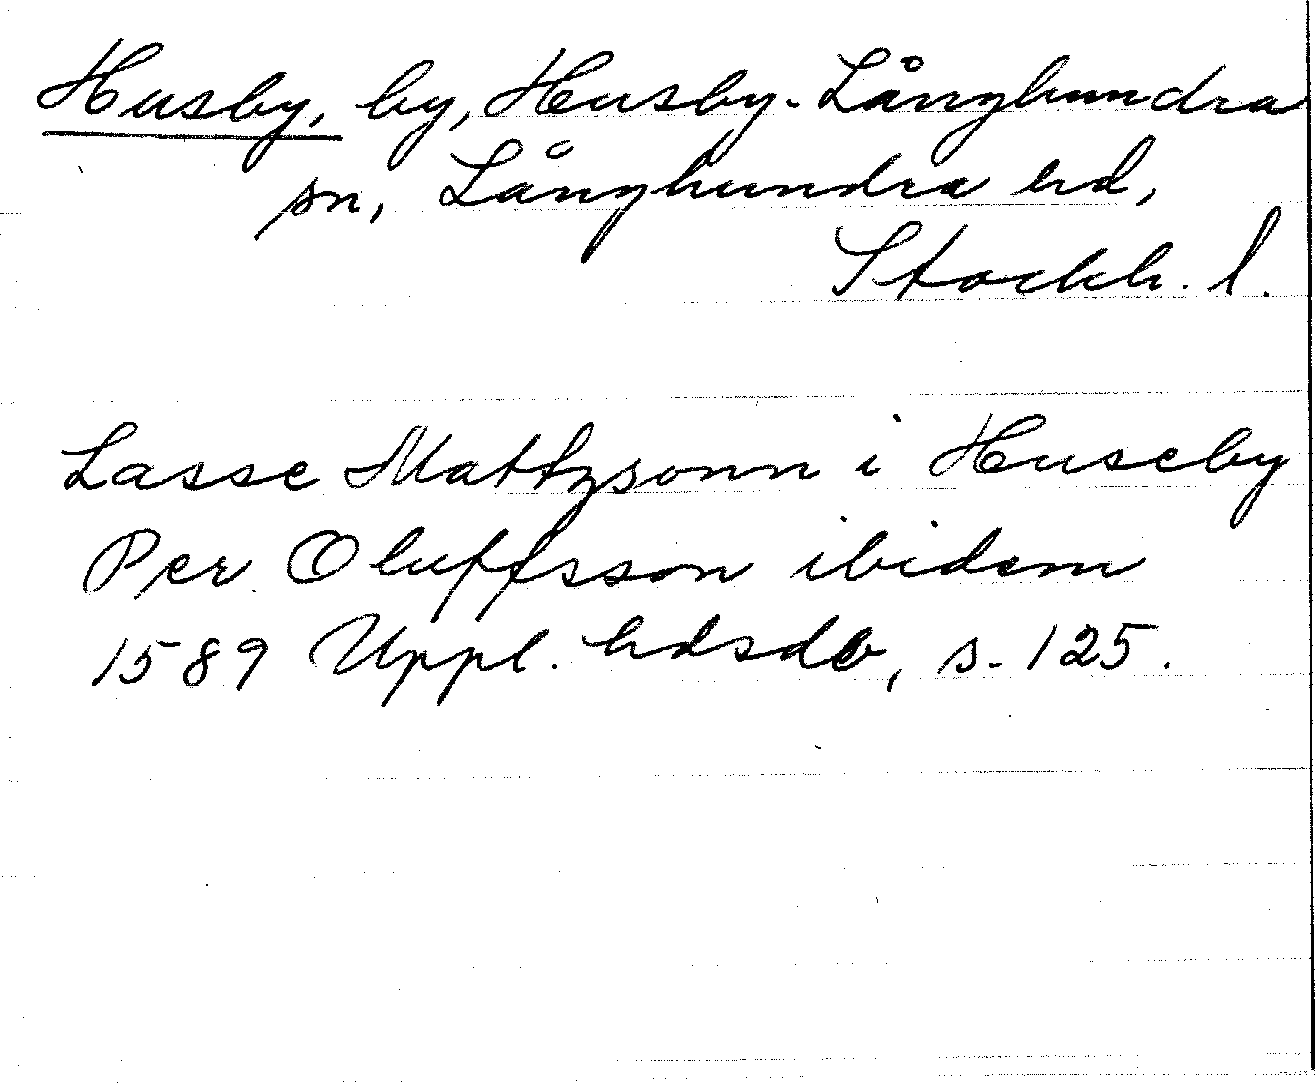 Husby, by, Husby-Långhundra
sn, Långhundra hd,
Stockh. l.
Lasse Mattzsonn i Huseby
Per Oluffsson ibidem
1589 Uppl. hdsdb, s. 125.